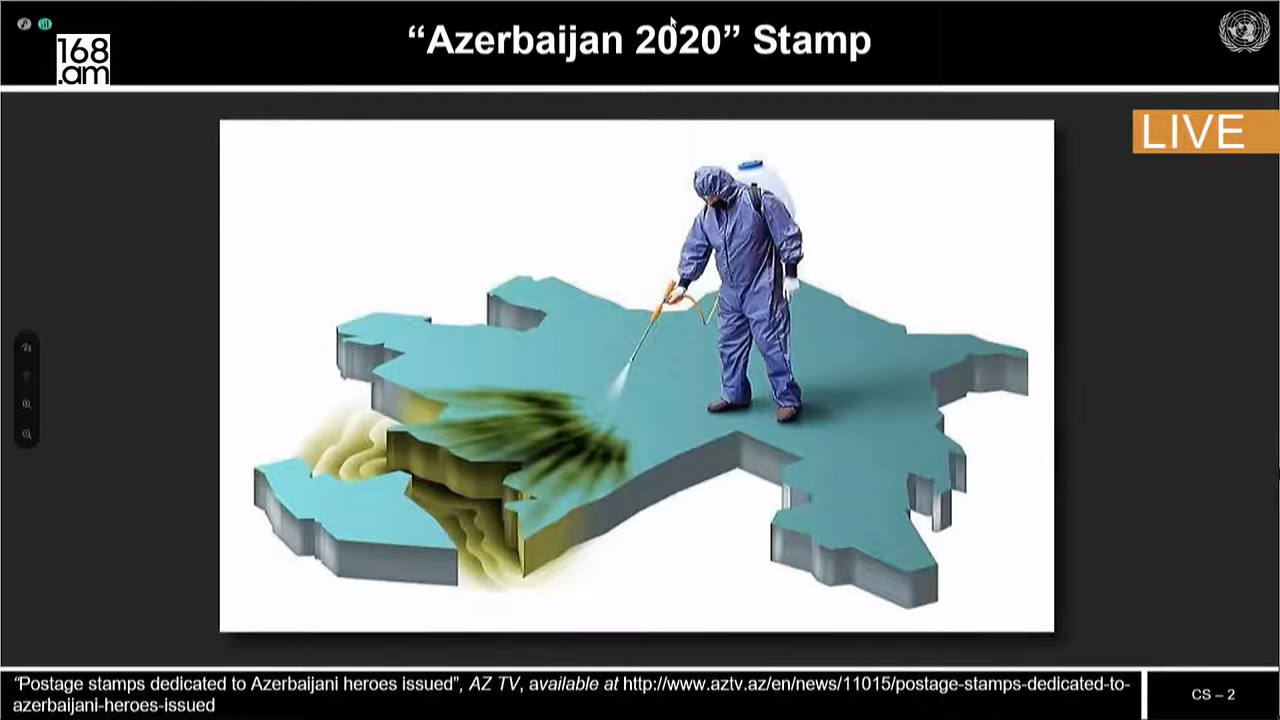 “Azerbaijan 2020” Stamp
168
.am
LIVE
“Postage stamps dedicated to Azerbaijani heroes issued”, AZ TV, available at http://www.aztv.az/en/news/11015/postage-stamps-dedicated-to-
azerbaijani-heroes-issued
CS – 2